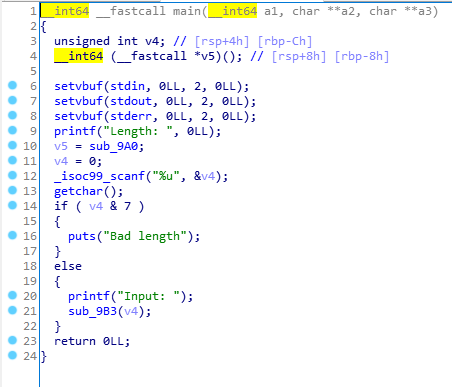 1 __int64 __fastcall main(__int64 a1, char **a2, char **a3)
2 {
3 unsigned int v4; // [rsp+4h] [rbp-Ch]
4 __int64 (__fastcall *v5)(); // [rsp+8h] [rbp-8h]
5
6 setvbuf(stdin, 0LL, 2, 0LL);
7 setvbuf(stdout, 0LL, 2, 0LL);
8 setvbuf(stderr, 0LL, 2, 0LL);
9 printf("Length: ", 0LL);
10 v5 = sub_9A0;
11 v4 = 0;
12 _isoc99_scanf("%u", &v4);
13 getchar();
14 if ( v4 & 7 )
15 {
16 puts("Bad length");
17 }
18 else
19 {
20 printf("Input: ");
21 sub_9B3(v4);
22 }
23 return 0LL;
24 }